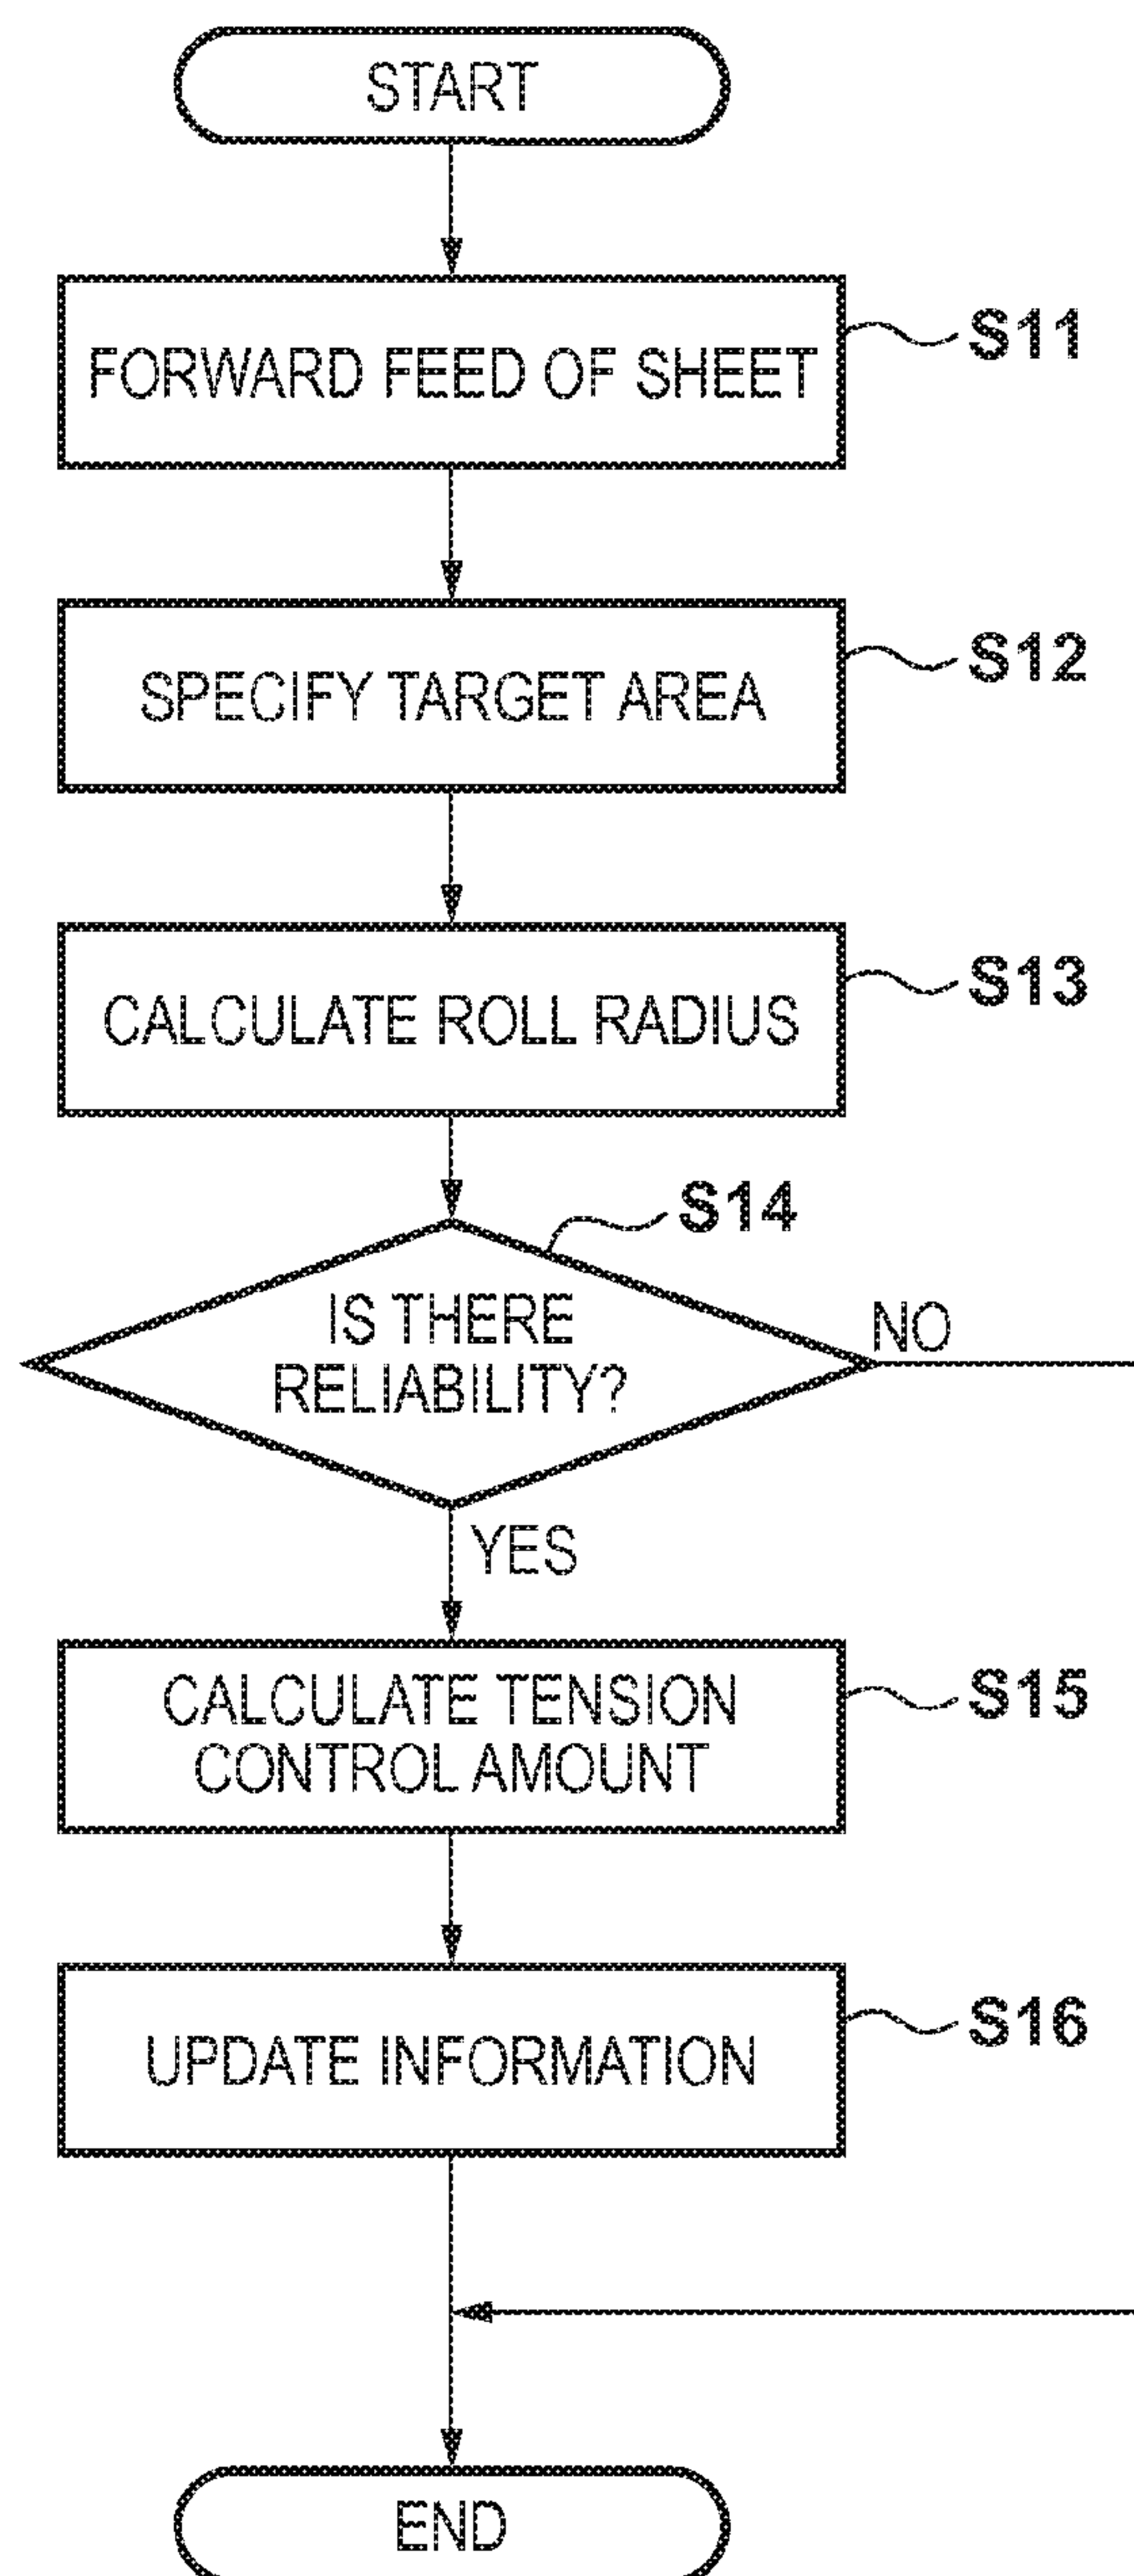 START
FORWARD FEED OF SHEET
S11
SPECIFY TARGET AREA
S12
CALCULATE ROLL RADIUS
S13
S14
IS THERE
RELIABILITY?
NO
YES
CALCULATE TENSION
CONTROL AMOUNT
S15
UPDATE INFORMATION
S16
END